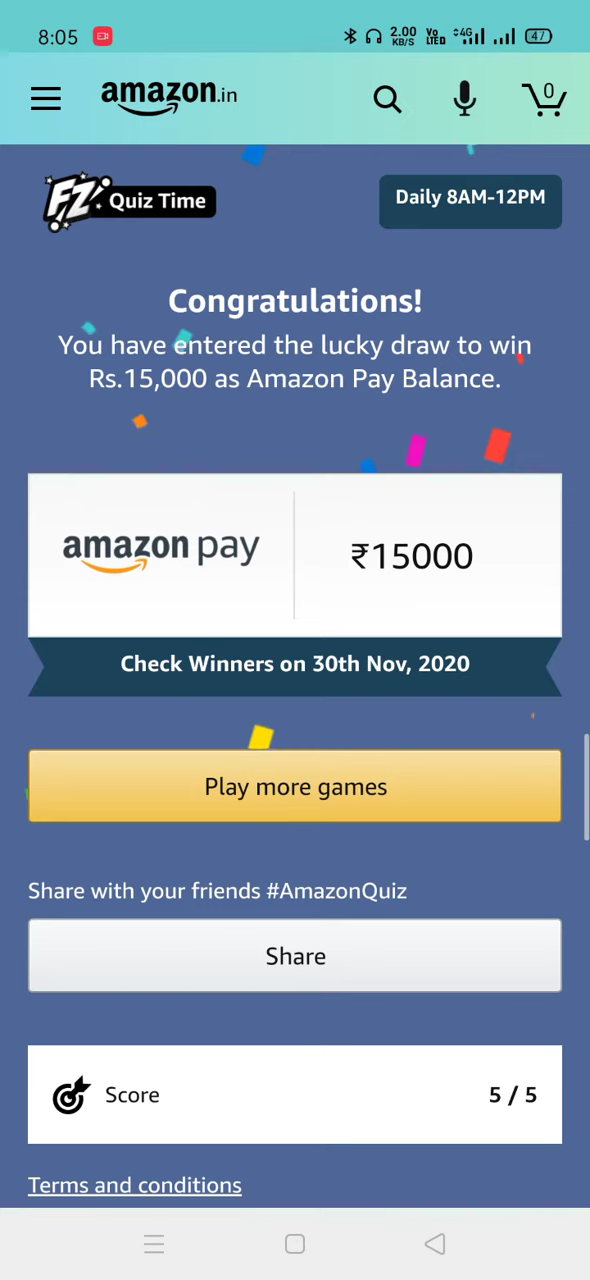 8:05 2.00 KB/S Vo LTED 4G 47
amazon.in 0
FZ Quiz Time Daily 8AM-12PM
Congratulations!
You have entered the lucky draw to win
Rs.15,000 as Amazon Pay Balance.
amazon pay ₹15000
Check Winners on 30th Nov, 2020
Play more games
Share with your friends #AmazonQuiz
Share
Score 5 / 5
Terms and conditions